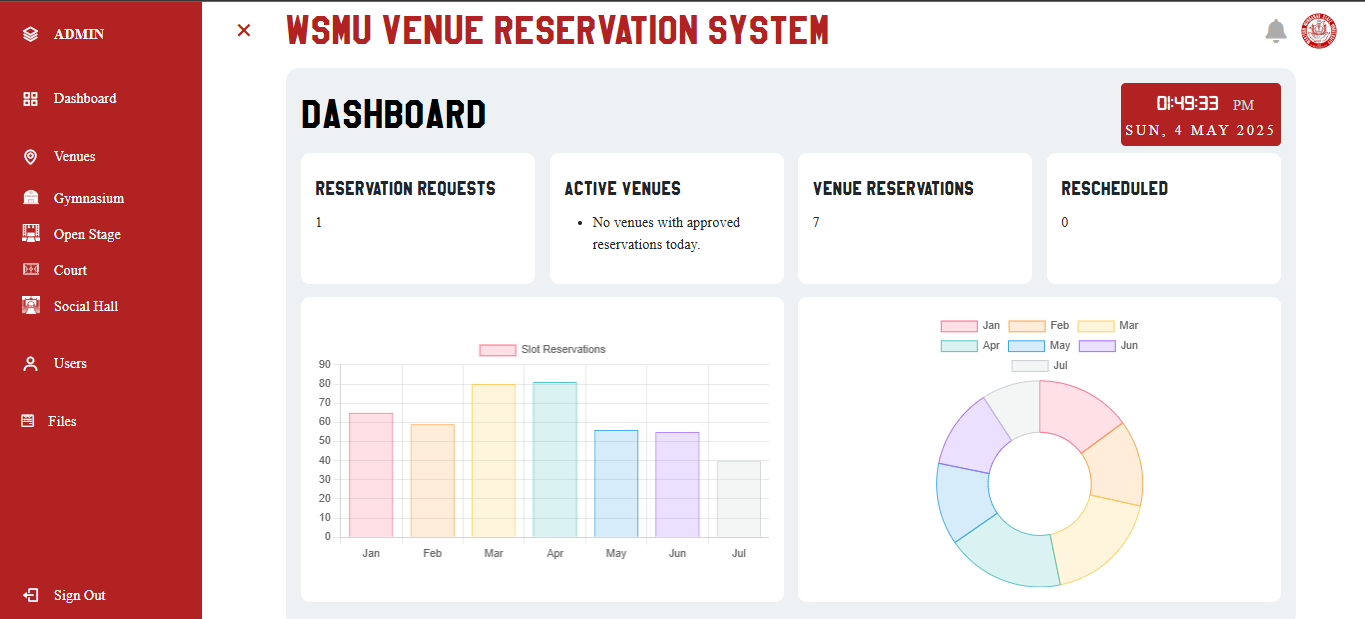 ADMIN
WSMU VENUE RESERVATION SYSTEM
Dashboard
Venues
Gymnasium
Open Stage
Court
Social Hall
Users
Files
Sign Out
DASHBOARD
01:49:33 PM
SUN, 4 MAY 2025
RESERVATION REQUESTS
1
ACTIVE VENUES
• No venues with approved
reservations today.
VENUE RESERVATIONS
7
RESCHEDULED
0
Slot Reservations
90
80
70
60
50
40
30
20
10
0
Jan Feb Mar Apr May Jun Jul
Jan Feb Mar
Apr May Jun
Jul